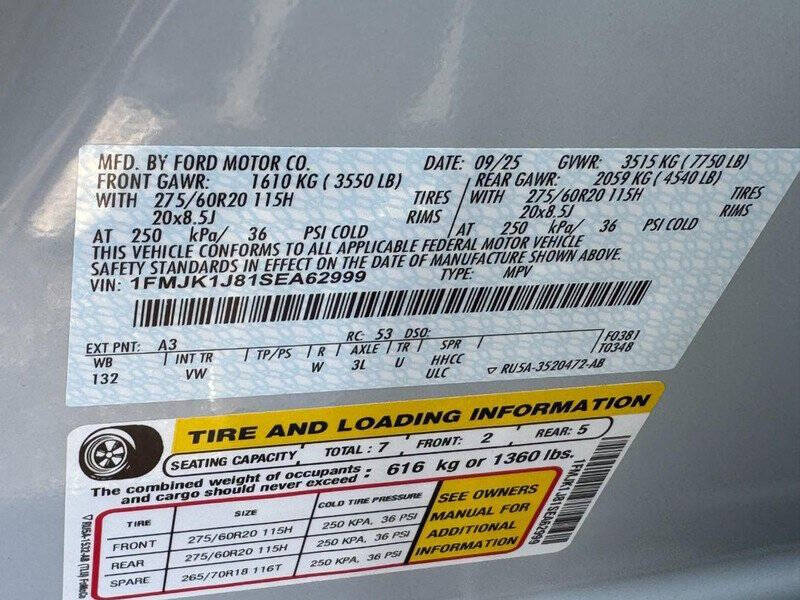 MFD. BY FORD MOTOR CO. DATE: 09/25 GVWR: 3515 KG ( 7750 LB)
FRONT GAWR: 1610 KG ( 3550 LB) REAR GAWR: 2059 KG ( 4540 LB)
WITH 275/60R20 115H TIRES WITH 275/60R20 115H TIRES
20x8.5J RIMS 20x8.5J RIMS
AT 250 kPa/ 36 PSI COLD AT 250 kPa/ 36 PSI COLD
THIS VEHICLE CONFORMS TO ALL APPLICABLE FEDERAL MOTOR VEHICLE
SAFETY STANDARDS IN EFFECT ON THE DATE OF MANUFACTURE SHOWN ABOVE.
VIN: 1FMJK1J81SEA62999 TYPE: MPV
EXT PNT: A3 RC: 53 DSO: F03B1
WB INT TR TP/PS R AXLE TR SPR T034B
132 VW W 3L U HHCC
ULC ▽ RU5A-3520472-AB
TIRE AND LOADING INFORMATION
SEATING CAPACITY TOTAL : 7 FRONT: 2 REAR: 5
The combined weight of occupants and cargo should never exceed : 616 kg or 1360 lbs.
TIRE SIZE COLD TIRE PRESSURE
FRONT 275/60R20 115H 250 KPA, 36 PSI
REAR 275/60R20 115H 250 KPA, 36 PSI
SPARE 265/70R18 116T 250 KPA, 36 PSI
SEE OWNERS
MANUAL FOR
ADDITIONAL
INFORMATION
1FMJK1J81SEA62999